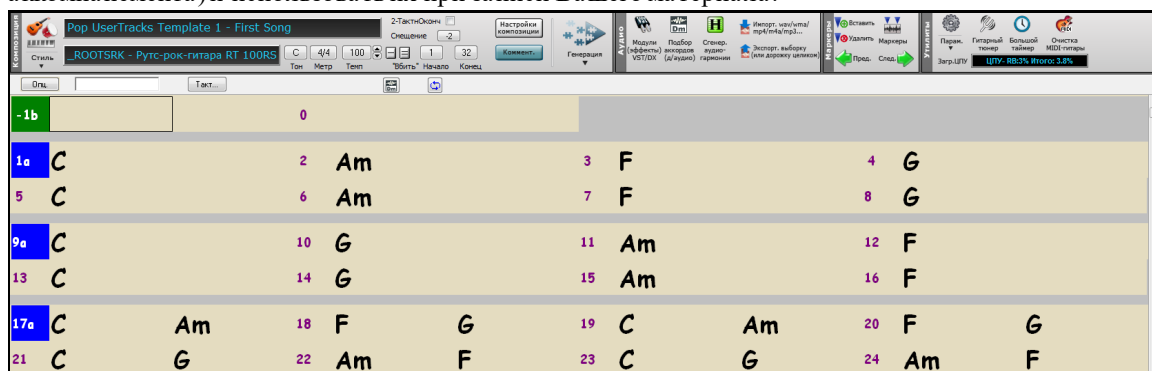 Композиция
Стиль
Pop UserTracks Template 1 - First Song
_ROOTSRK - Рутс-рок-гитара RT 100RS
C 4/4 100 1 32
Тон Метр Темп "Вбить" Начало Конец
2-ТактнОконч
Смещение -2
Настройки композиции
Коммент.
Генерация
Аудио
Модули (эффекты) VST/DX
Подбор аккордов (д/аудио)
Сгенер. аудио- гармонии
Импорт. wav/wma/ mp4/m4a/mp3...
Экспорт. выборку (или дорожку целиком)
Маркеры
Вставить
Удалить Маркеры
Пред. След.
Утилиты
Парам.
Гитарный тюнер
Большой таймер
Очистка MIDI-гитары
Загр.ЦПУ ЦПУ- RB:3% Итого: 3.8%
Опц. Такт...
-1b 0
1a C 2 Am 3 F 4 G
5 C 6 Am 7 F 8 G
9a C 10 G 11 Am 12 F
13 C 14 G 15 Am 16 F
17a C Am 18 F G 19 C Am 20 F G
21 C G 22 Am F 23 C G 24 Am F